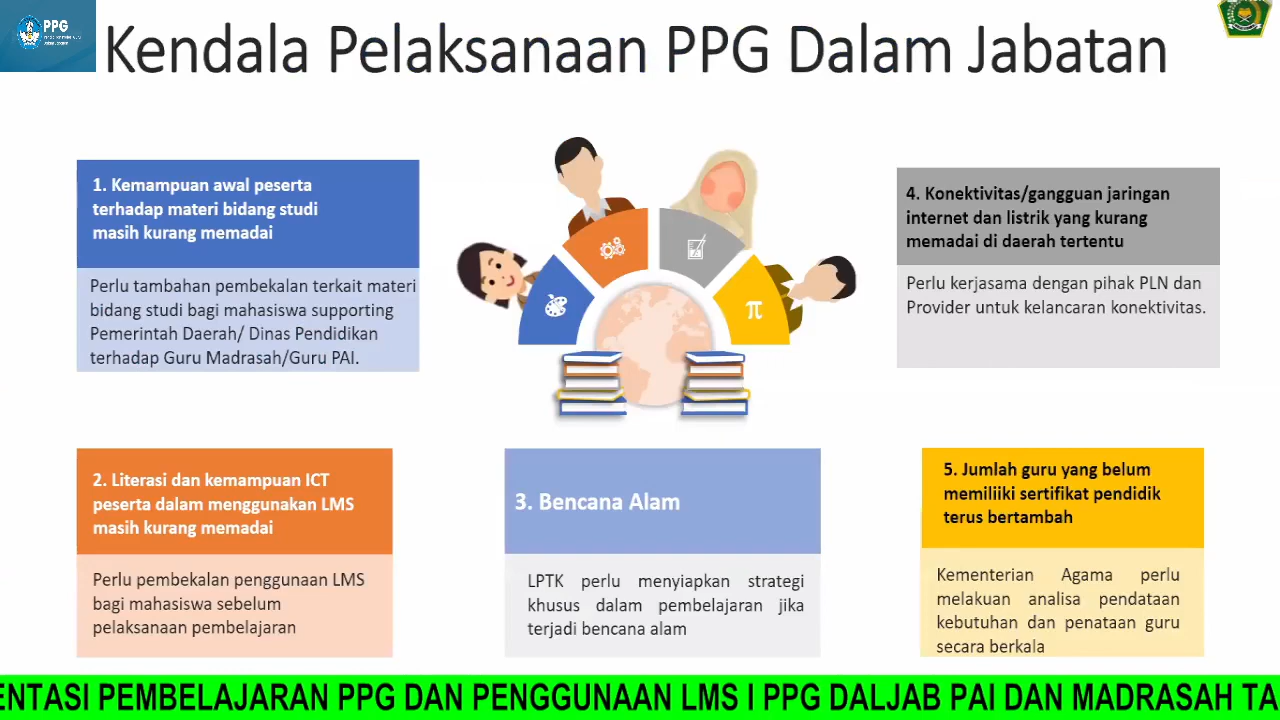 PPG
Kendala Pelaksanaan PPG Dalam Jabatan
1. Kemampuan awal peserta
terhadap materi bidang studi
masih kurang memadai
Perlu tambahan pembekalan terkait materi
bidang studi bagi mahasiswa supporting
Pemerintah Daerah/ Dinas Pendidikan
terhadap Guru Madrasah/Guru PAI.
2. Literasi dan kemampuan ICT
peserta dalam menggunakan LMS
masih kurang memadai
Perlu pembekalan penggunaan LMS
bagi mahasiswa sebelum
pelaksanaan pembelajaran
3. Bencana Alam
LPTK perlu menyiapkan strategi
khusus dalam pembelajaran jika
terjadi bencana alam
4. Konektivitas/gangguan jaringan
internet dan listrik yang kurang
memadai di daerah tertentu
Perlu kerjasama dengan pihak PLN dan
Provider untuk kelancaran konektivitas.
5. Jumlah guru yang belum
memiliiki sertifikat pendidik
terus bertambah
Kementerian Agama perlu
melakuan analisa pendataan
kebutuhan dan penataan guru
secara berkala
π
ENTASI PEMBELAJARAN PPG DAN PENGGUNAAN LMS I PPG DALJAB PAI DAN MADRASAH TA